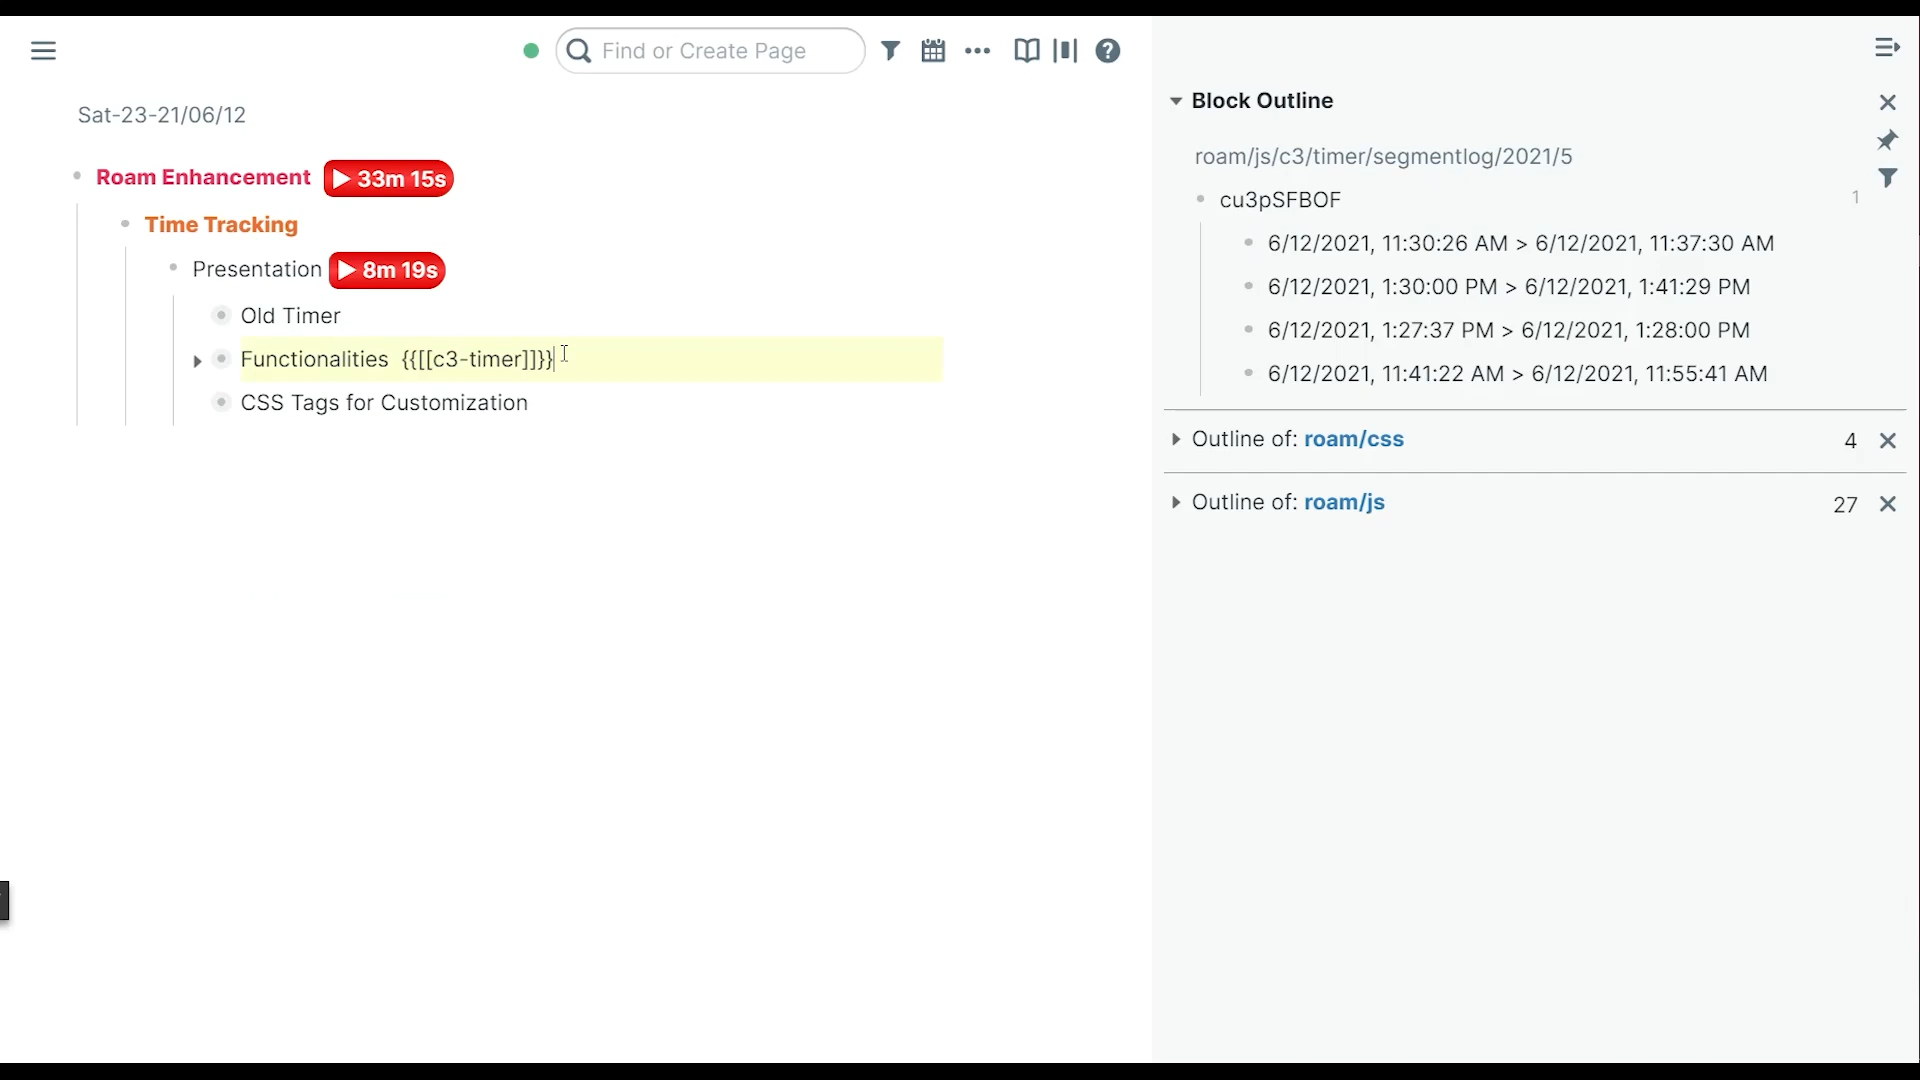 Find or Create Page
Sat-23-21/06/12
Roam Enhancement ▶ 33m 15s
Time Tracking
Presentation ▶ 8m 19s
Old Timer
Functionalities {{[[c3-timer]]}}
CSS Tags for Customization
Block Outline
roam/js/c3/timer/segmentlog/2021/5
cu3pSFBOF 1
6/12/2021, 11:30:26 AM > 6/12/2021, 11:37:30 AM
6/12/2021, 1:30:00 PM > 6/12/2021, 1:41:29 PM
6/12/2021, 1:27:37 PM > 6/12/2021, 1:28:00 PM
6/12/2021, 11:41:22 AM > 6/12/2021, 11:55:41 AM
Outline of: roam/css 4
Outline of: roam/js 27